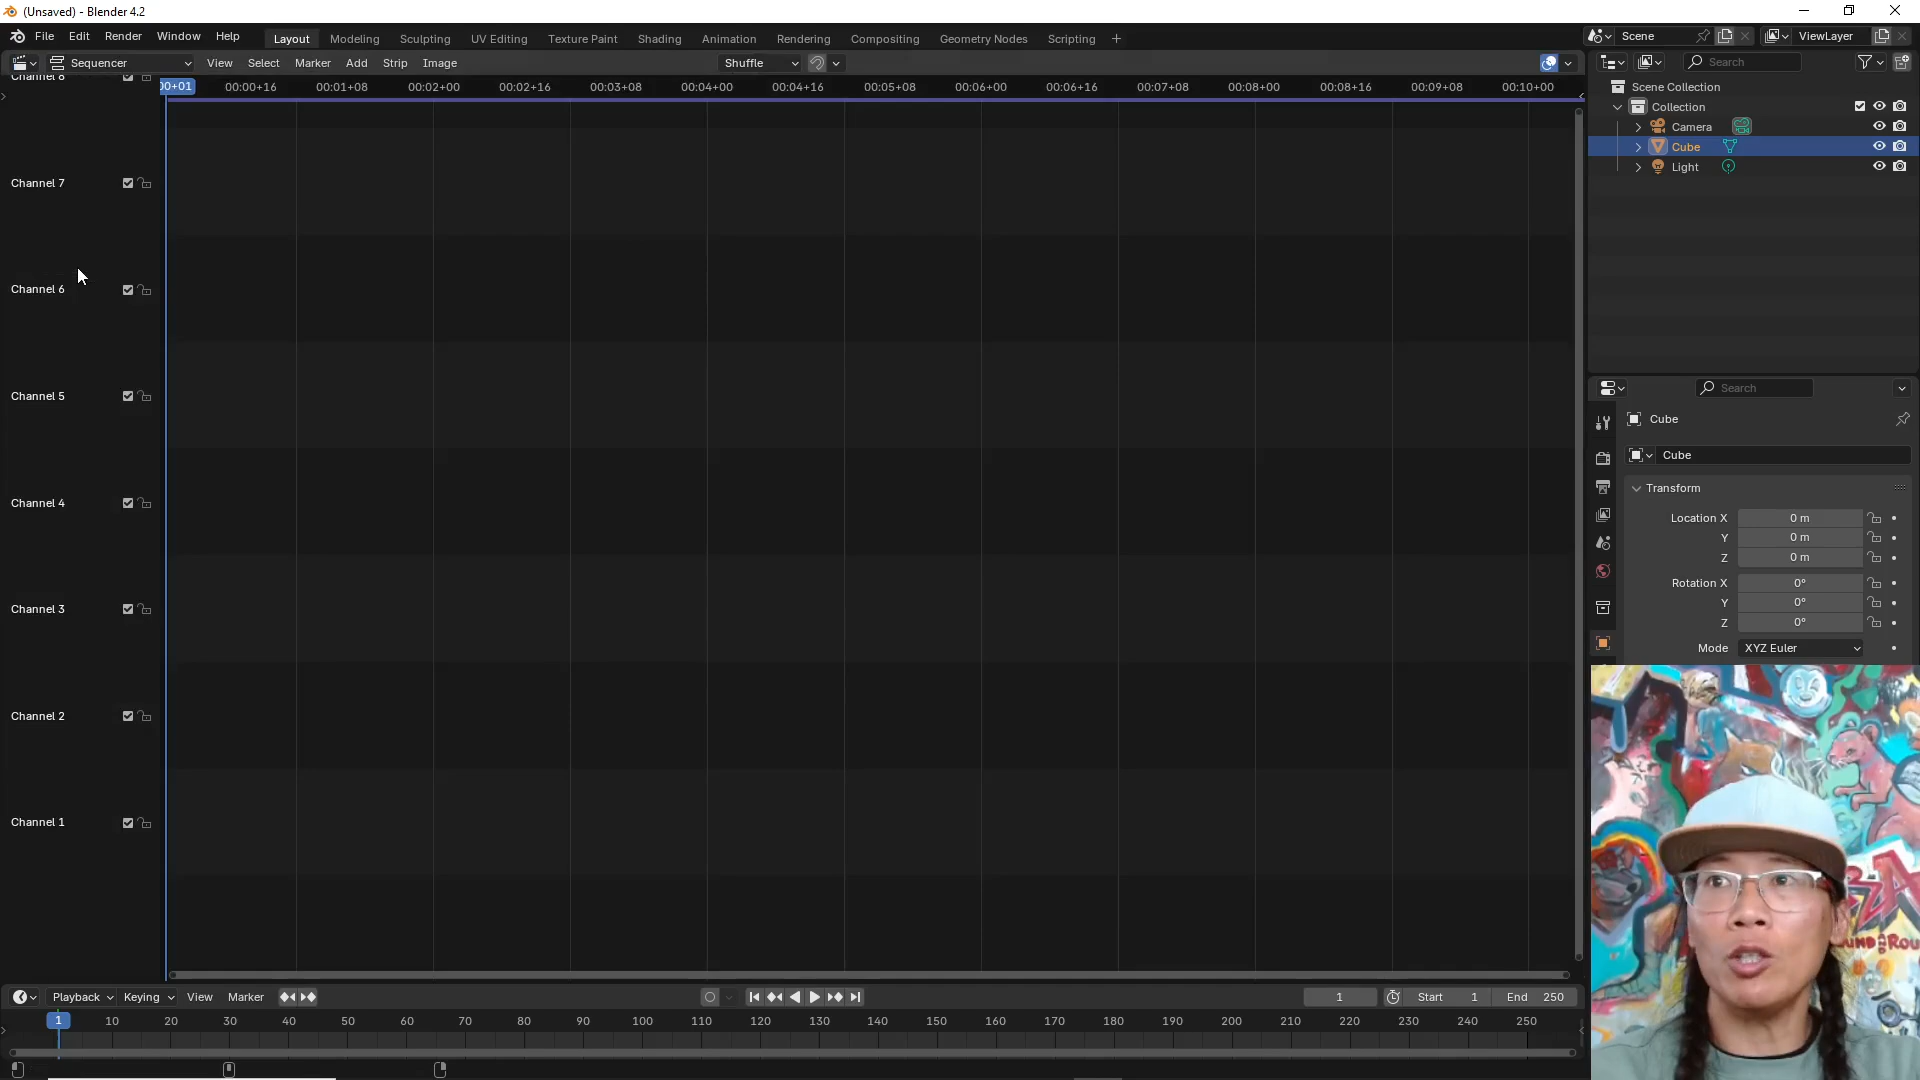 (Unsaved) - Blender 4.2
File Edit Render Window Help Layout Modeling Sculpting UV Editing Texture Paint Shading Animation Rendering Compositing Geometry Nodes Scripting + Scene ViewLayer
Sequencer View Select Marker Add Strip Image Shuffle Search
Channel 8
00+01 00:00+16 00:01+08 00:02+00 00:02+16 00:03+08 00:04+00 00:04+16 00:05+08 00:06+00 00:06+16 00:07+08 00:08+00 00:08+16 00:09+08 00:10+00
Scene Collection
Collection
Camera
Cube
Light
Channel 7
Channel 6
Channel 5
Channel 4
Channel 3
Channel 2
Channel 1
Search
Cube
Cube
Transform
Location X 0 m
Y 0 m
Z 0 m
Rotation X 0°
Y 0°
Z 0°
Mode XYZ Euler
Playback Keying View Marker 1 Start 1 End 250
1 10 20 30 40 50 60 70 80 90 100 110 120 130 140 150 160 170 180 190 200 210 220 230 240 250